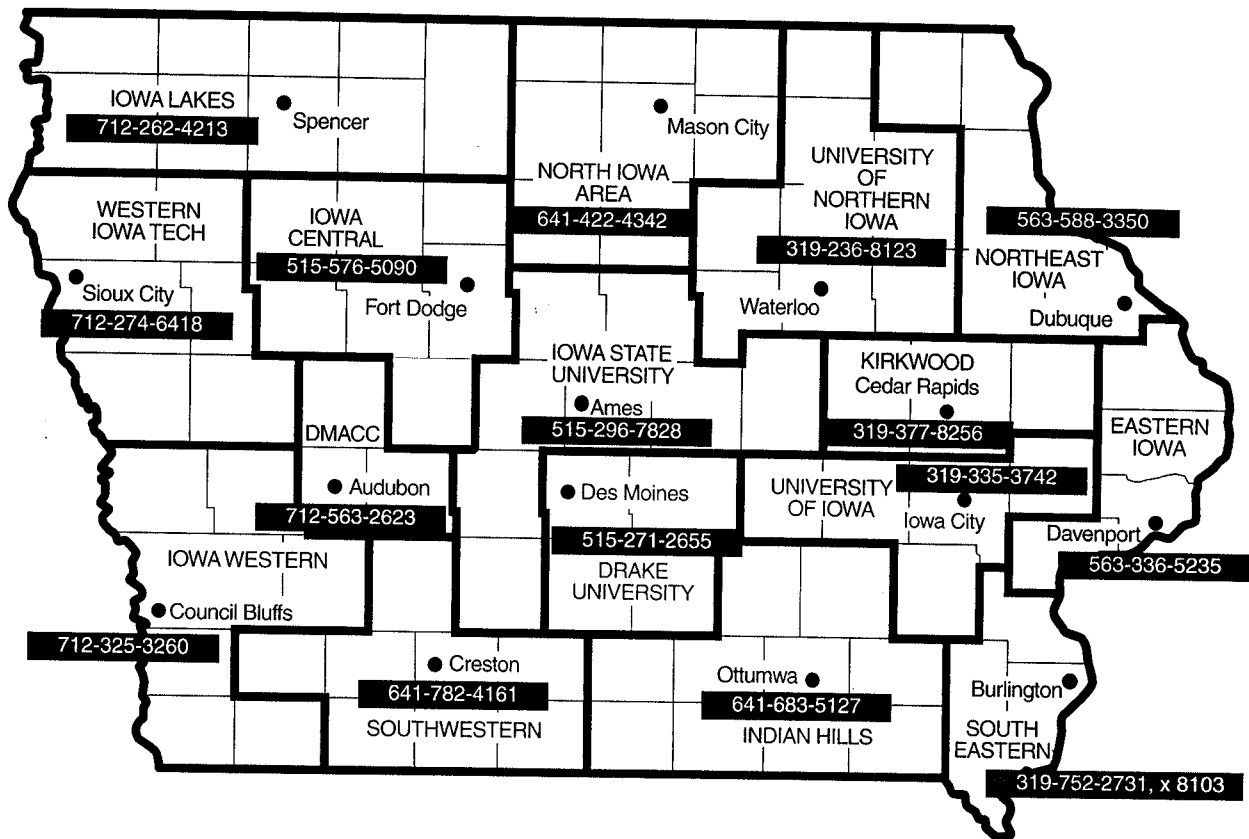 IOWA LAKES
712-262-4213
Spencer
Mason City
NORTH IOWA
AREA
641-422-4342
UNIVERSITY
OF
NORTHERN
IOWA
319-236-8123
Waterloo
563-588-3350
NORTHEAST
IOWA
Dubuque
WESTERN
IOWA TECH
Sioux City
712-274-6418
IOWA
CENTRAL
515-576-5090
Fort Dodge
IOWA STATE
UNIVERSITY
Ames
515-296-7828
KIRKWOOD
Cedar Rapids
319-377-8256
EASTERN
IOWA
Davenport
563-336-5235
DMACC
Audubon
712-563-2623
Des Moines
515-271-2655
DRAKE
UNIVERSITY
319-335-3742
UNIVERSITY
OF IOWA
Iowa City
IOWA WESTERN
Council Bluffs
712-325-3260
Creston
641-782-4161
SOUTHWESTERN
Ottumwa
641-683-5127
INDIAN HILLS
Burlington
SOUTH
EASTERN
319-752-2731, x 8103